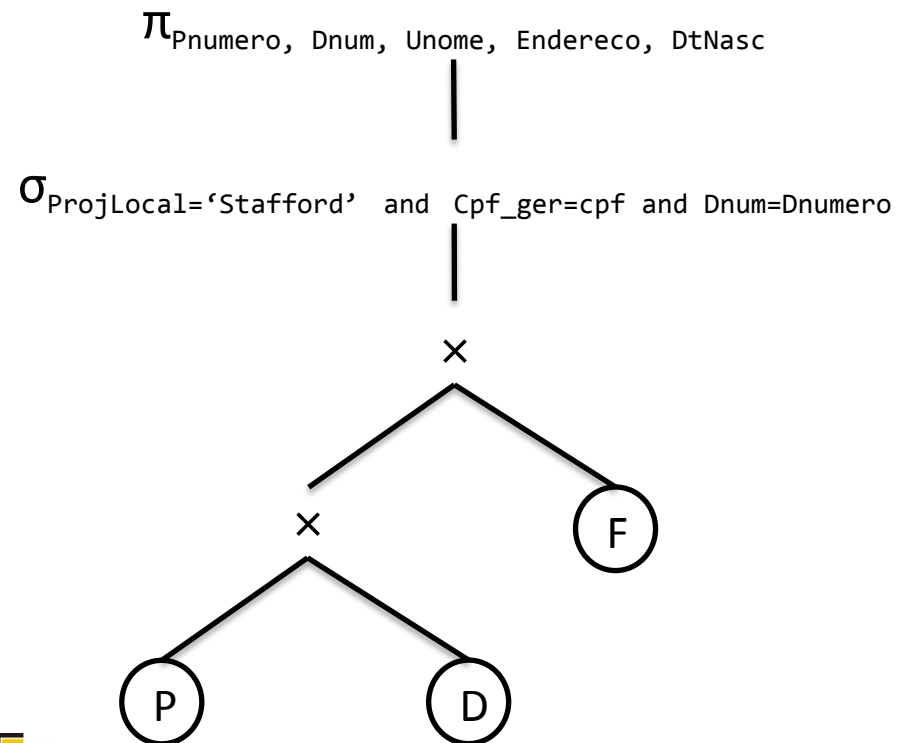 πPnumero, Dnum, Unome, Endereco, DtNasc
σProjLocal=‘Stafford’ and Cpf_ger=cpf and Dnum=Dnumero
×
×
F
P
D